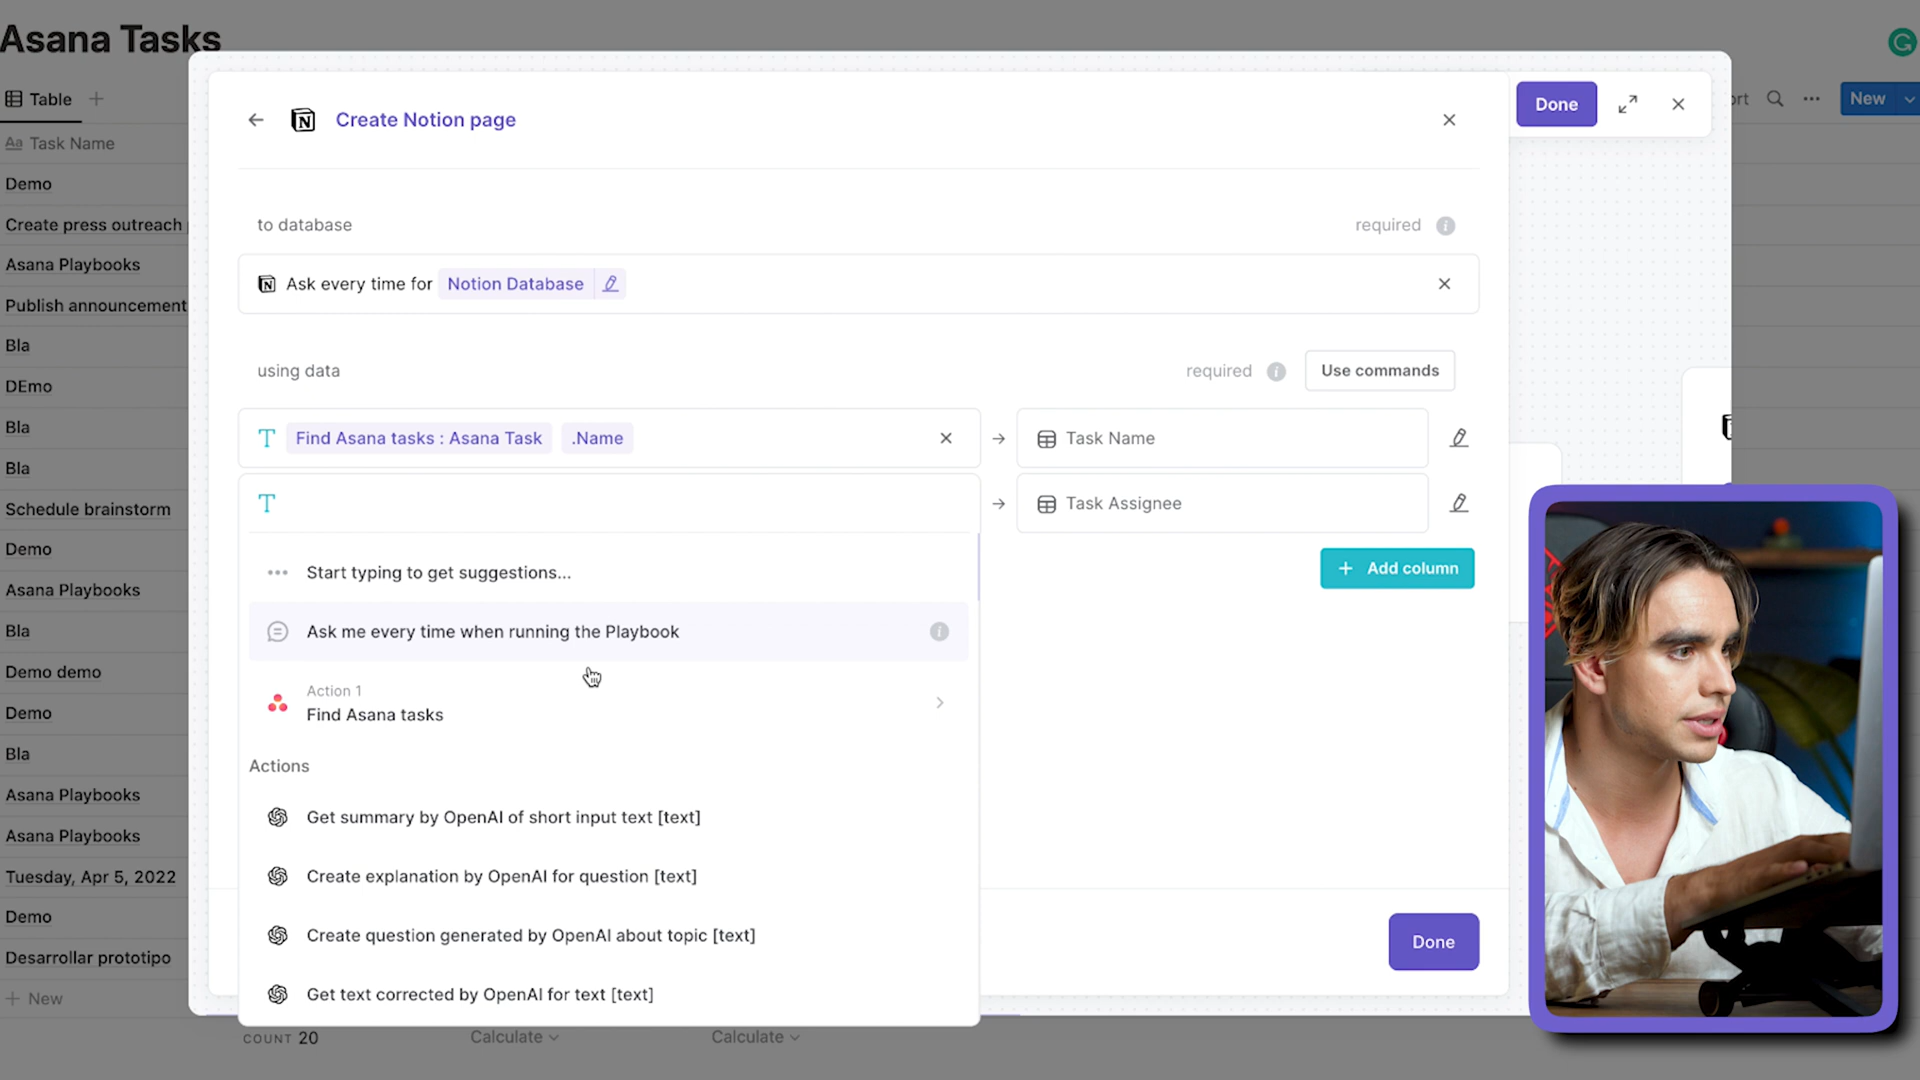 Asana Tasks
Table
Aa Task Name
Demo
Create press outreach
Asana Playbooks
Publish announcement
Bla
DEmo
Bla
Bla
Schedule brainstorm
Demo
Asana Playbooks
Bla
Demo demo
Demo
Bla
Asana Playbooks
Asana Playbooks
Tuesday, Apr 5, 2022
Demo
Desarrollar prototipo
+ New
COUNT 20
Calculate
Calculate
Create Notion page
Done
New
to database
required
Ask every time for Notion Database
using data
required
Use commands
Find Asana tasks : Asana Task .Name
Task Name
Task Assignee
+ Add column
Start typing to get suggestions...
Ask me every time when running the Playbook
Action 1
Find Asana tasks
Actions
Get summary by OpenAI of short input text [text]
Create explanation by OpenAI for question [text]
Create question generated by OpenAI about topic [text]
Get text corrected by OpenAI for text [text]
Done